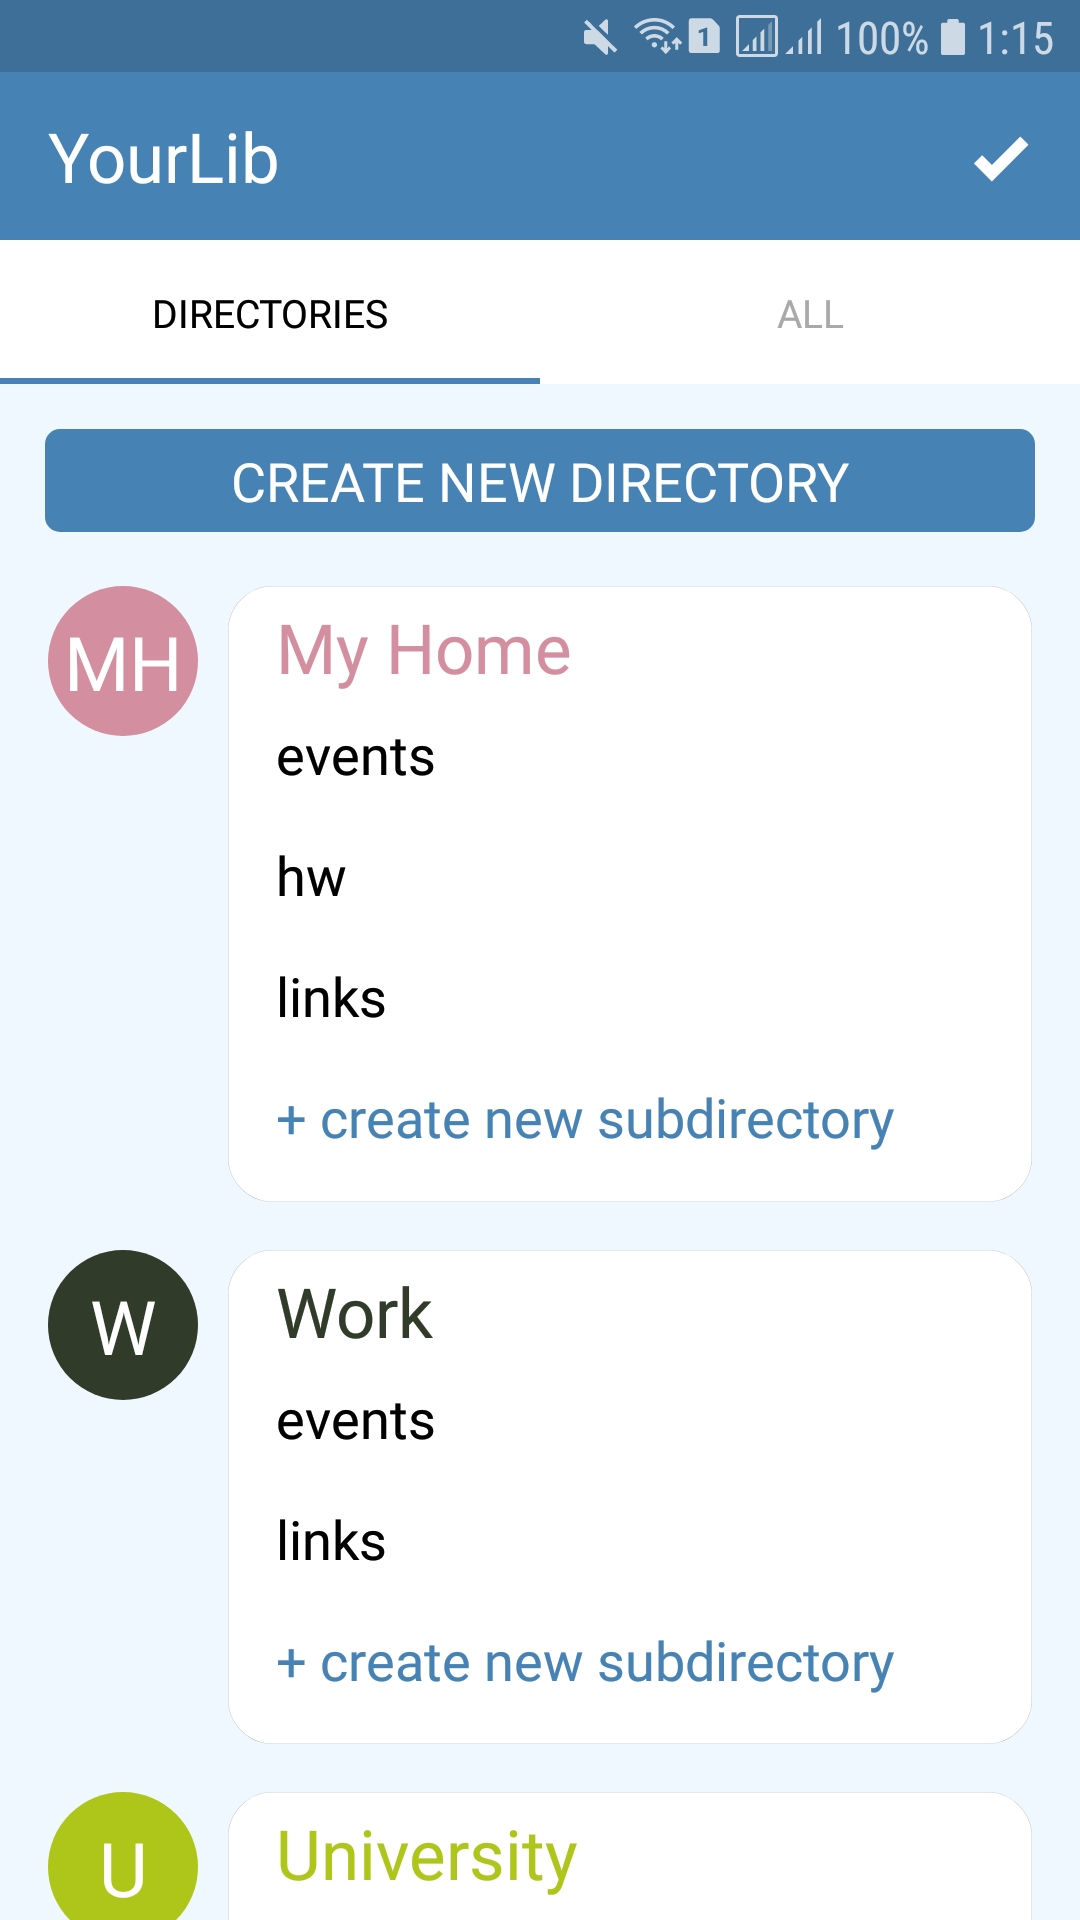 1 100% 1:15
YourLib
DIRECTORIES ALL
CREATE NEW DIRECTORY
MH My Home
events
hw
links
+ create new subdirectory
W Work
events
links
+ create new subdirectory
U University